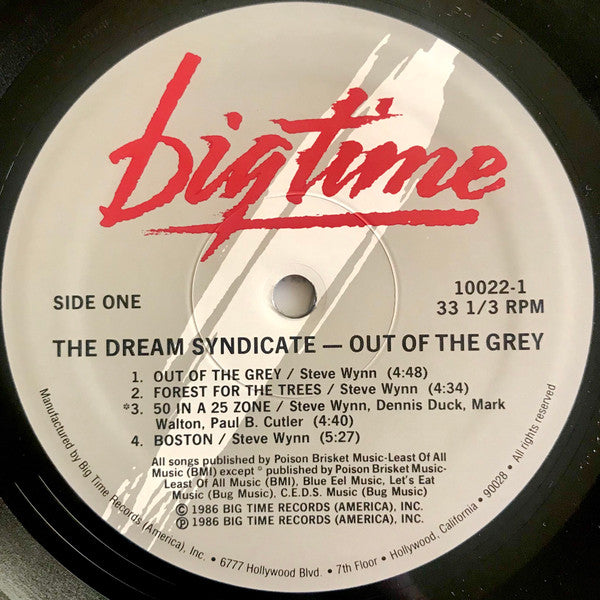 bigtime
SIDE ONE
10022-1
33 1/3 RPM
THE DREAM SYNDICATE — OUT OF THE GREY
1. OUT OF THE GREY / Steve Wynn (4:48)
2. FOREST FOR THE TREES / Steve Wynn (4:34)
*3. 50 IN A 25 ZONE / Steve Wynn, Dennis Duck, Mark
Walton, Paul B. Cutler / (4:40)
4. BOSTON / Steve Wynn (5:27)
All songs published by Poison Brisket Music-Least Of All
Music (BMI) except * published by Poison Brisket Music-
Least Of All Music (BMI), Blue Eel Music, Let's Eat
Music (Bug Music), C.E.D.S. Music (Bug Music)
Ⓒ 1986 BIG TIME RECORDS (AMERICA), INC.
Ⓟ 1986 BIG TIME RECORDS (AMERICA), INC.
Manufactured by Big Time Records (America), Inc. • 6777 Hollywood Blvd. • 7th Floor • Hollywood, California • 90028 • All rights reserved